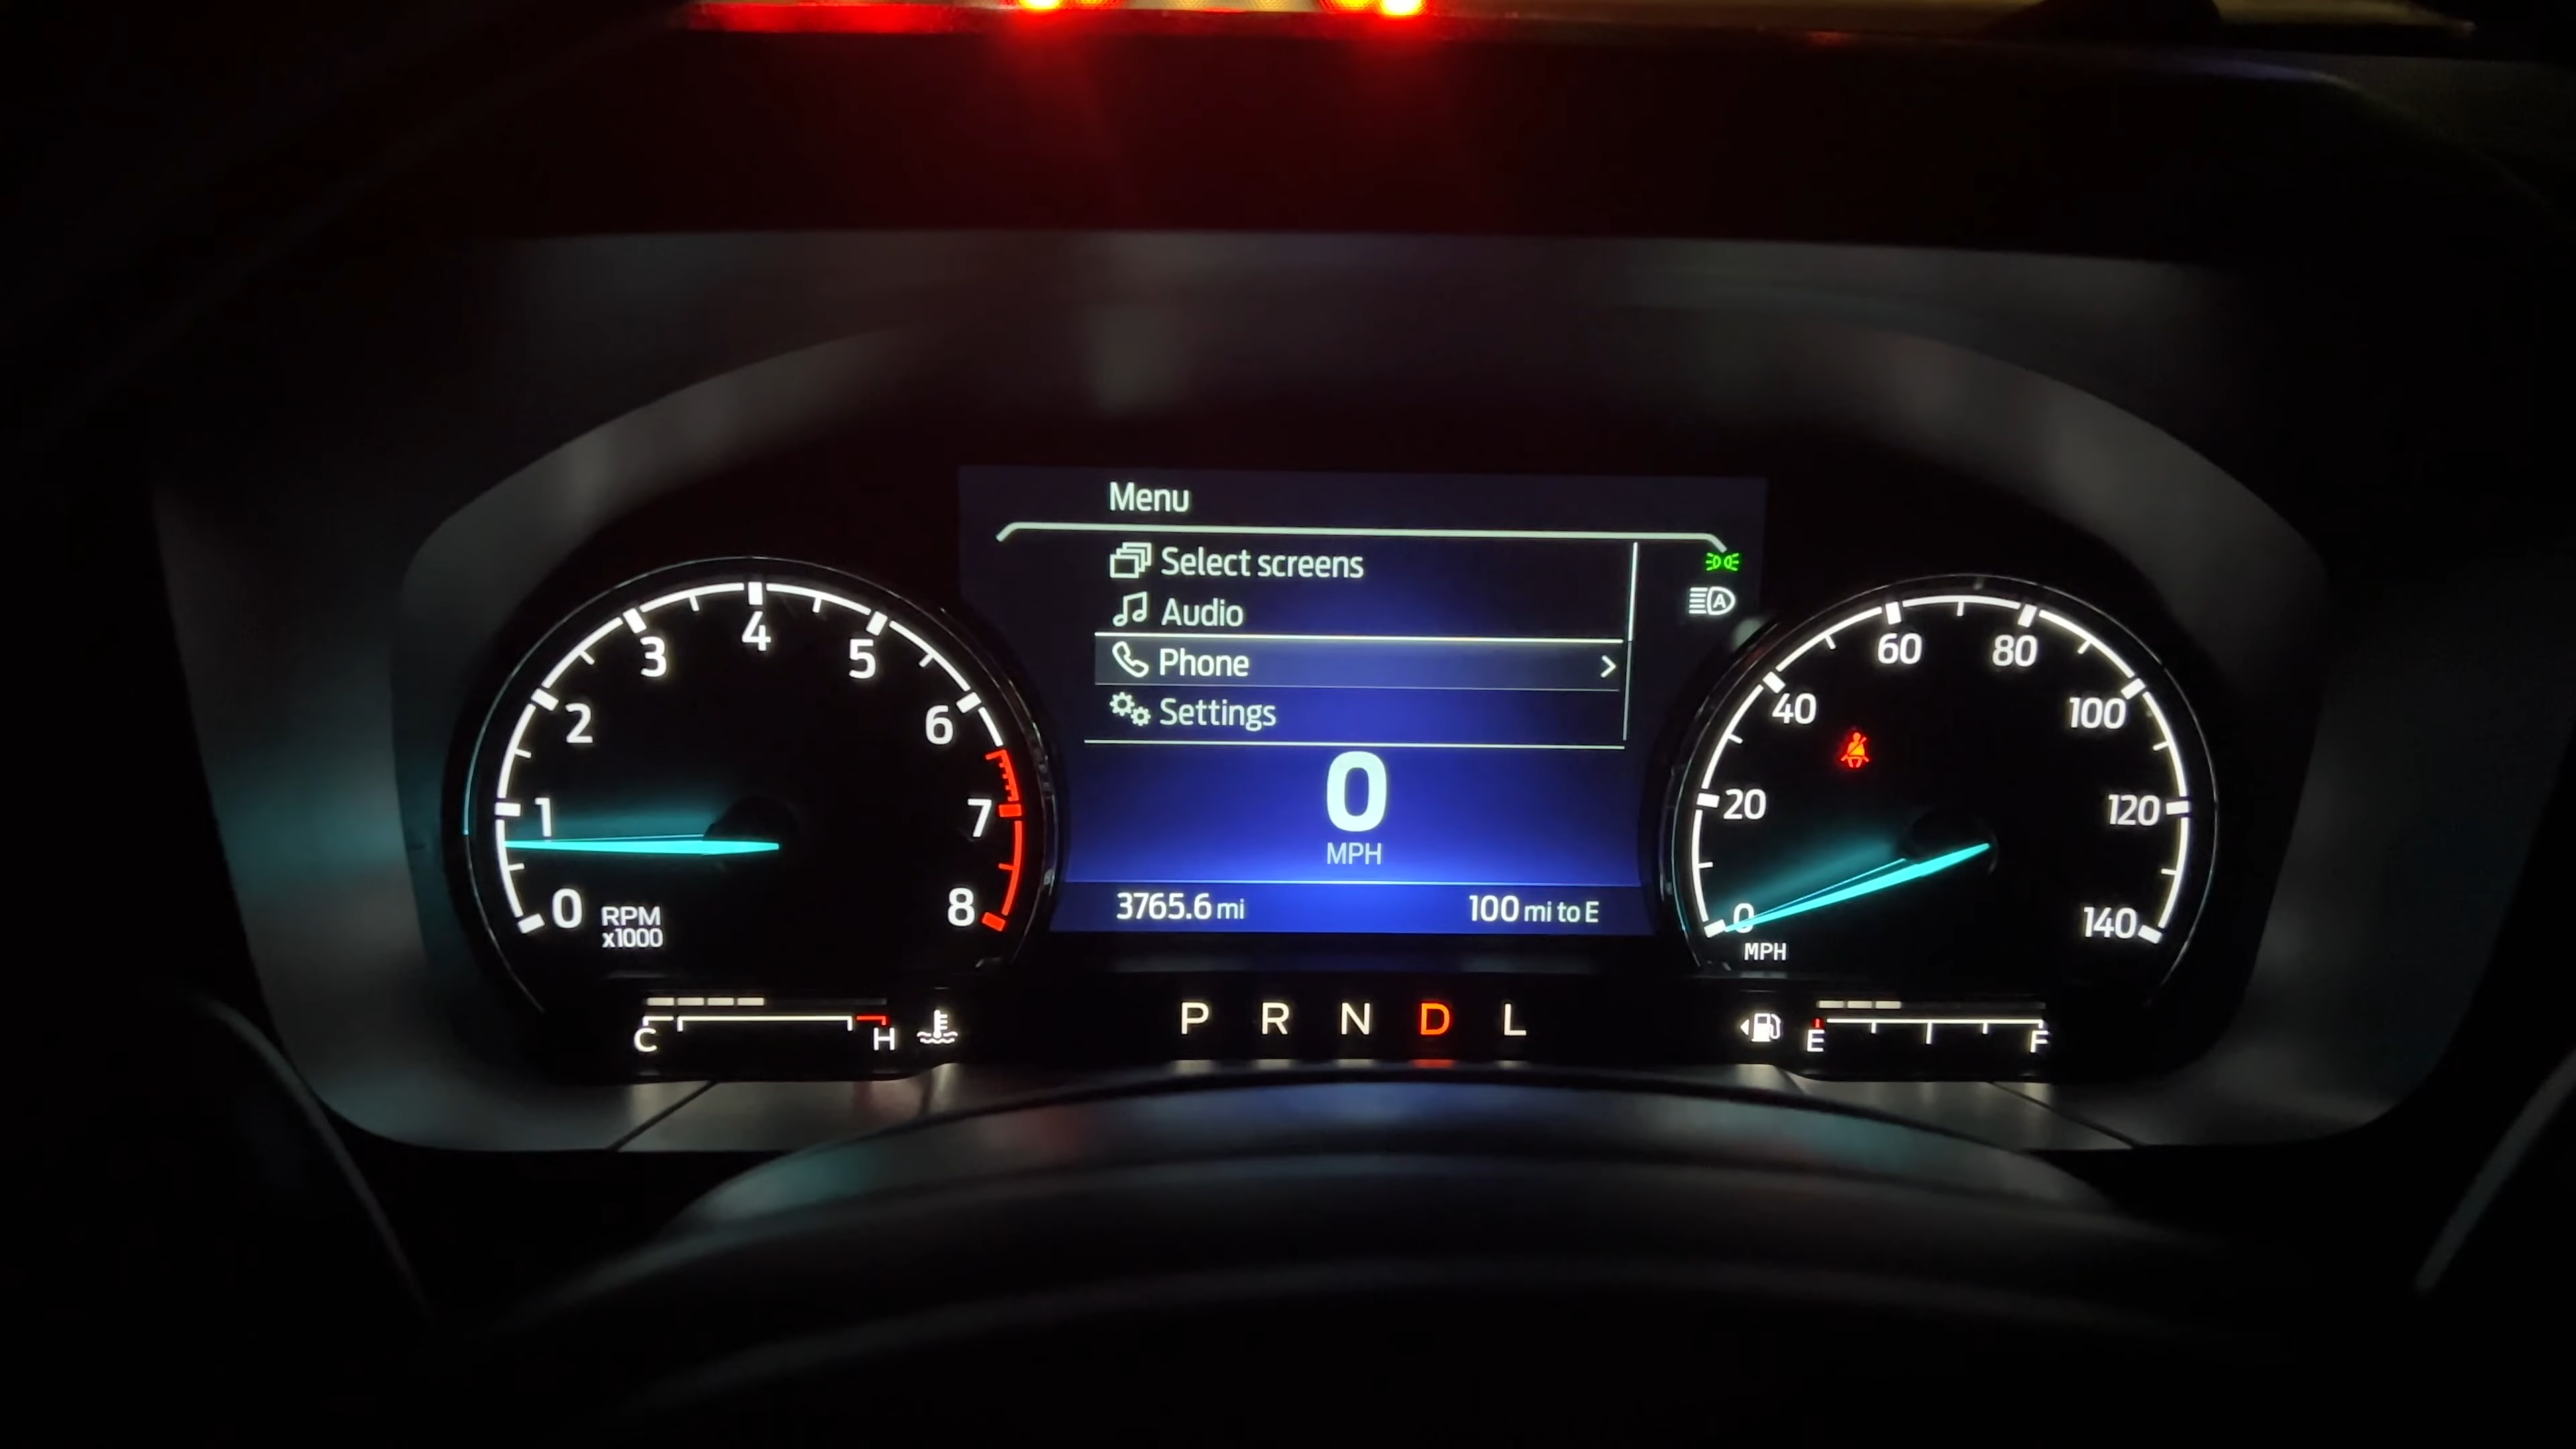 Menu
Select screens
Audio
Phone
Settings
0
MPH
3765.6 mi
100 mi to E
0 1 2 3 4 5 6 7 8
RPM
x1000
0 20 40 60 80 100 120 140
MPH
C H
P R N D L
E F
A